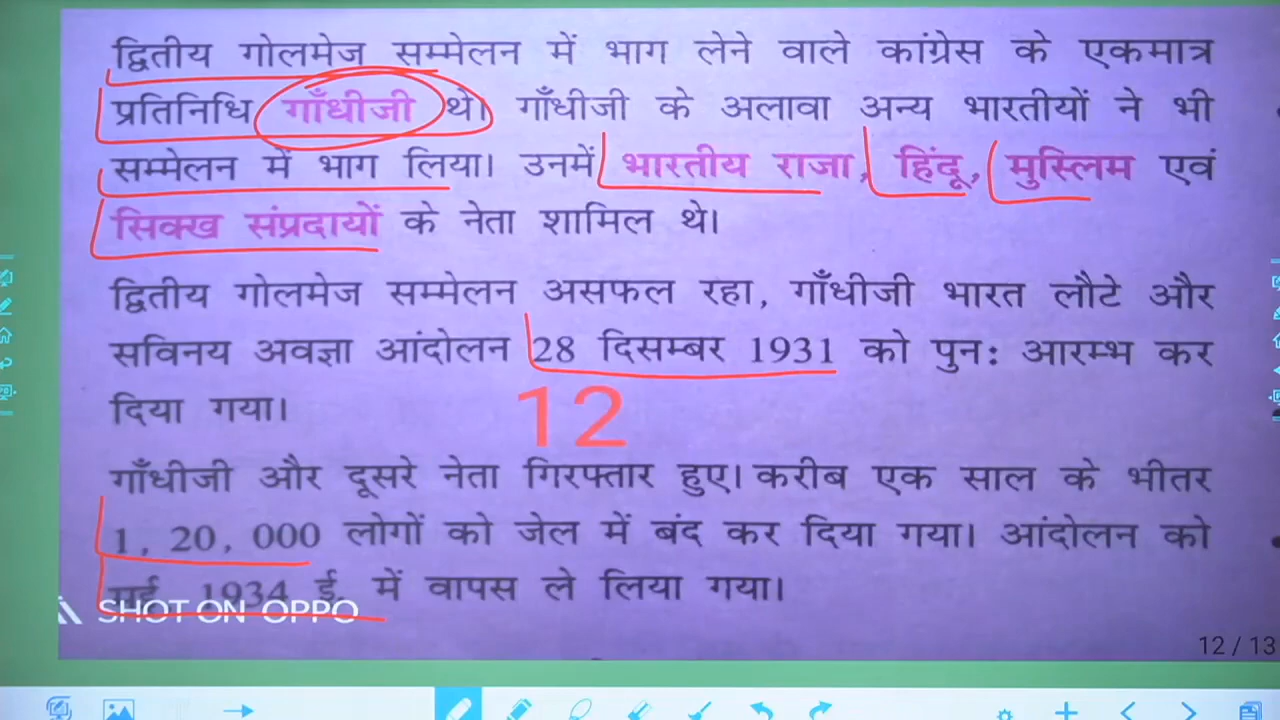 द्वितीय गोलमेज सम्मेलन में भाग लेने वाले कांग्रेस के एकमात्र
प्रतिनिधि गाँधीजी थे। गाँधीजी के अलावा अन्य भारतीयों ने भी
सम्मेलन में भाग लिया। उनमें भारतीय राजा, हिंदू, मुस्लिम एवं
सिक्ख संप्रदायों के नेता शामिल थे।
द्वितीय गोलमेज सम्मेलन असफल रहा, गाँधीजी भारत लौटे और
सविनय अवज्ञा आंदोलन 28 दिसम्बर 1931 को पुन: आरम्भ कर
दिया गया।
12
गाँधीजी और दूसरे नेता गिरफ्तार हुए। करीब एक साल के भीतर
1, 20, 000 लोगों को जेल में बंद कर दिया गया। आंदोलन को
मई 1934 ई. में वापस ले लिया गया।
SHOT ON OPPO
12 / 13